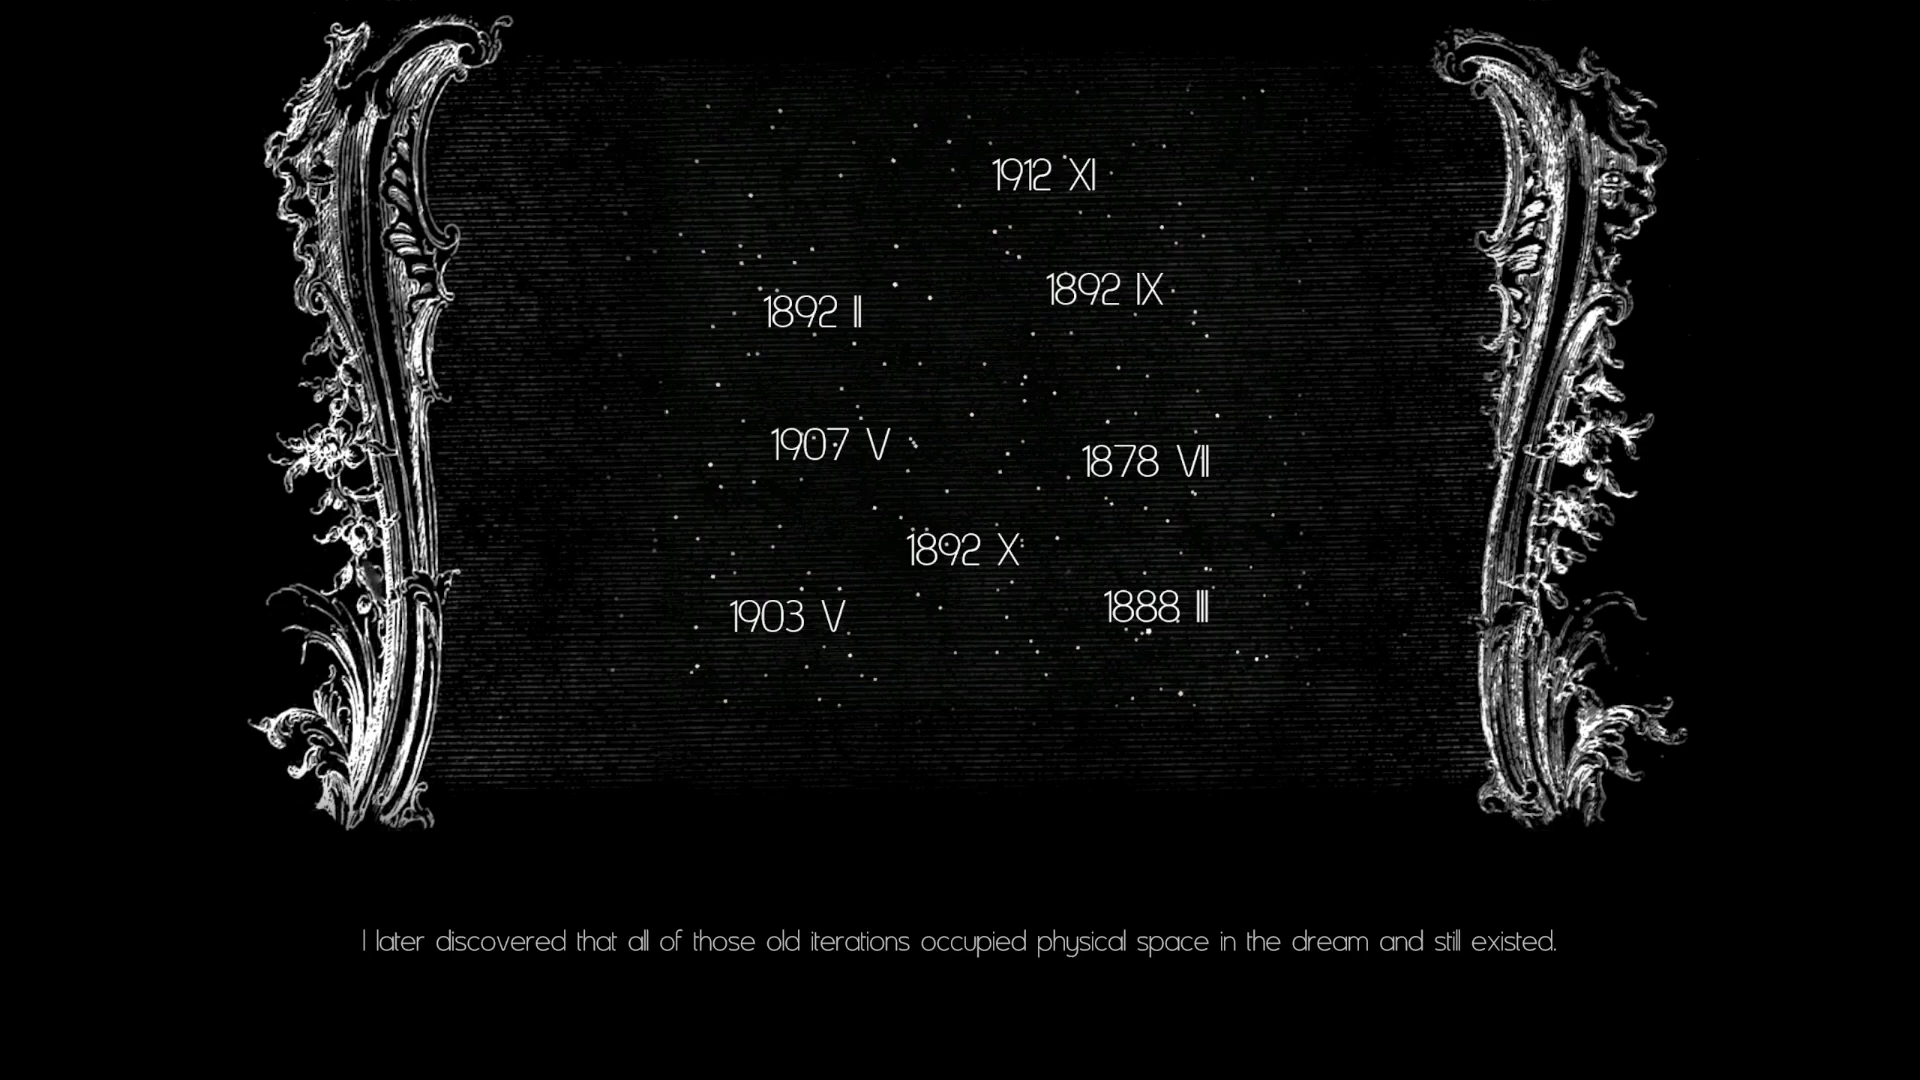 1912 XI
1892 IX
1892 II
1907 V
1878 VII
1892 X
1903 V
1888 III
I later discovered that all of those old iterations occupied physical space in the dream and still existed.